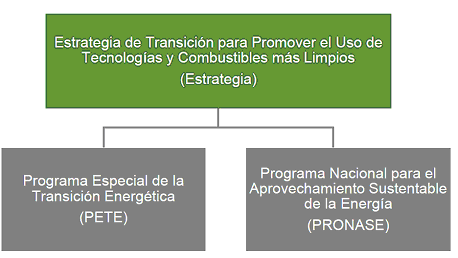 Estrategia de Transición para Promover el Uso de
Tecnologías y Combustibles más Limpios
(Estrategia)
Programa Especial de la
Transición Energética
(PETE)
Programa Nacional para el
Aprovechamiento Sustentable
de la Energía
(PRONASE)